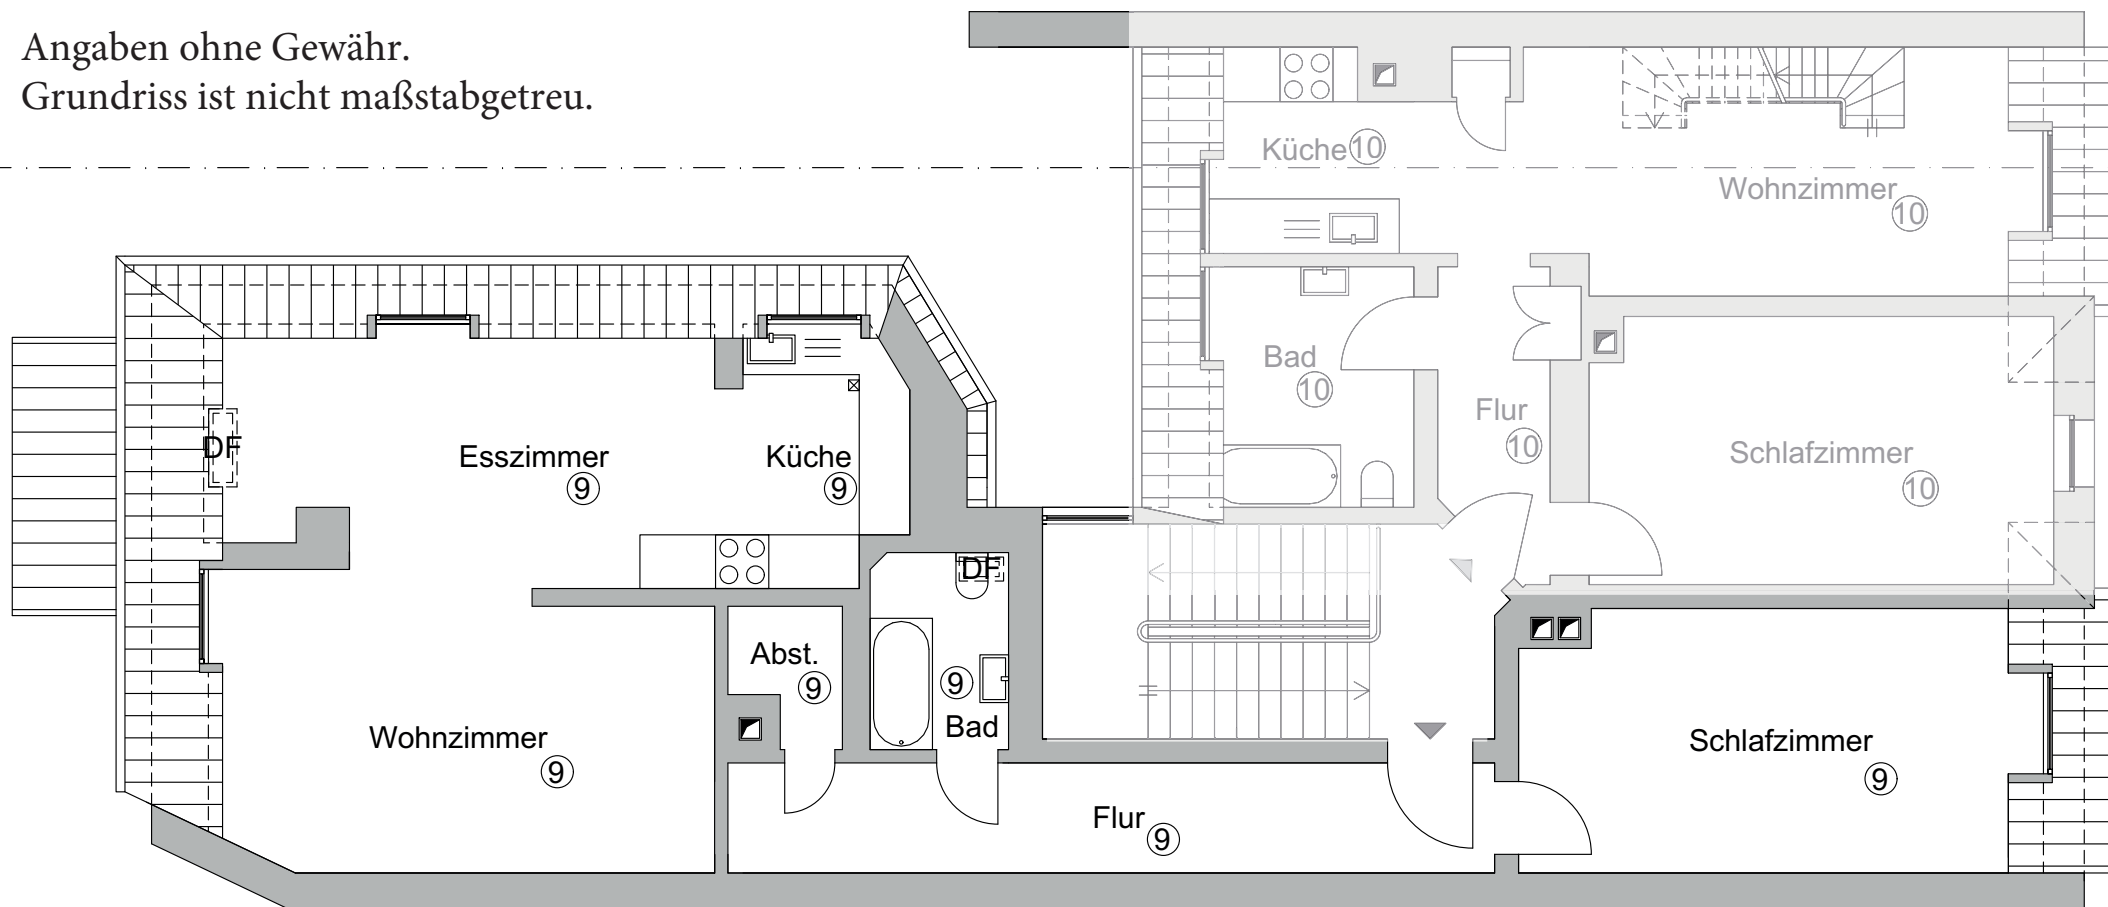 Angaben ohne Gewähr.
Grundriss ist nicht maßstabgetreu.
Küche 10
Wohnzimmer 10
Bad 10
Flur 10
Schlafzimmer 10
DF
Esszimmer 9
Küche 9
DF
Abst. 9
9 Bad
Wohnzimmer 9
Flur 9
Schlafzimmer 9